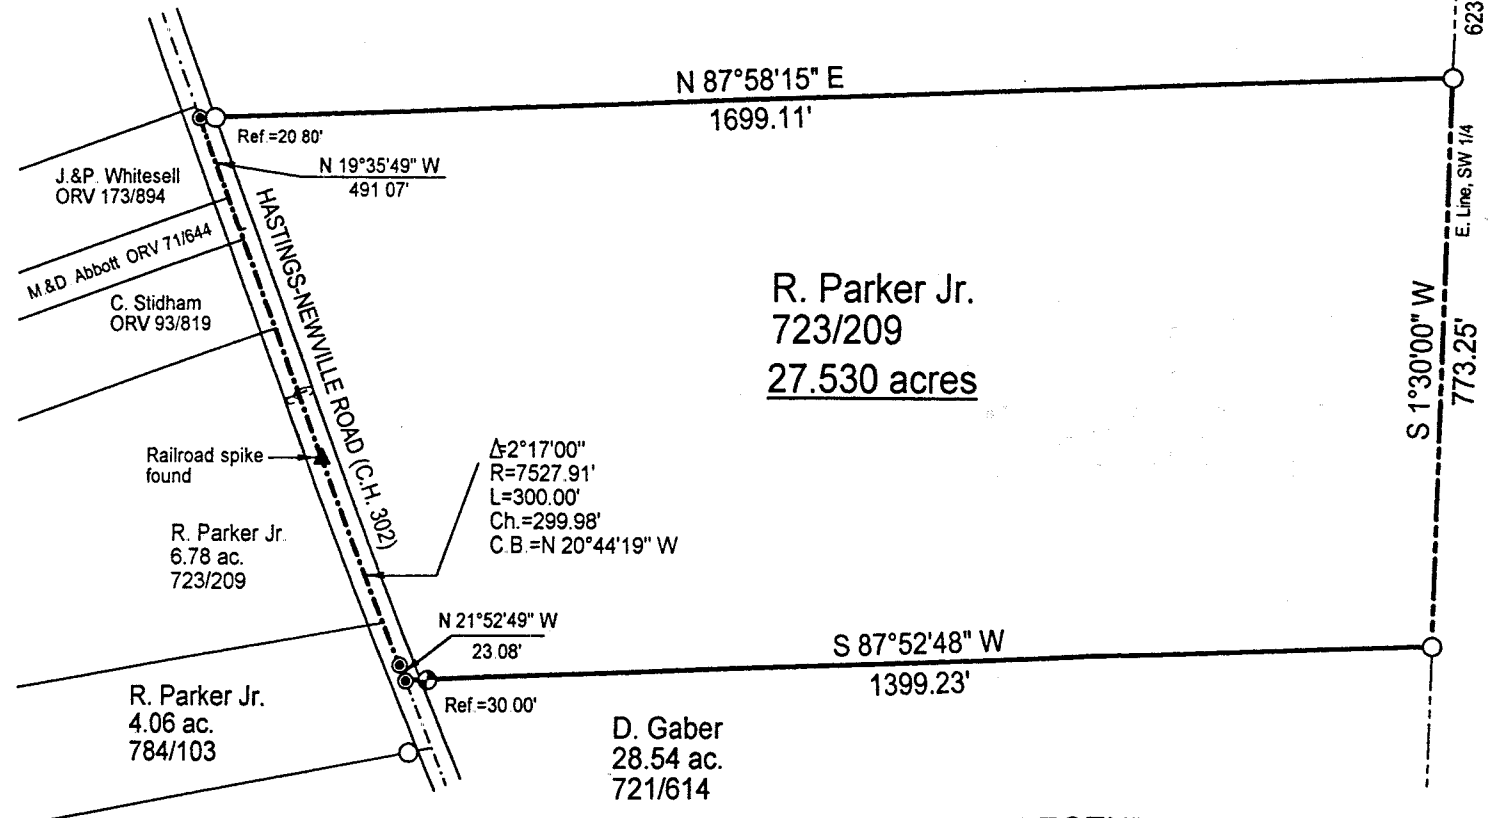 623
N 87°58'15" E
1699.11'
Ref.=20 80'
N 19°35'49" W
491 07'
J.&P. Whitesell
ORV 173/894
M.&D. Abbott ORV 71/644
C. Stidham
ORV 93/819
HASTINGS-NEWVILLE ROAD (C.H. 302)
E. Line, SW 1/4
R. Parker Jr.
723/209
27.530 acres
S 1°30'00" W
773.25'
Railroad spike
found
Δ=2°17'00"
R=7527.91'
L=300.00'
Ch.=299.98'
C.B.=N 20°44'19" W
R. Parker Jr.
6.78 ac.
723/209
N 21°52'49" W
23.08'
S 87°52'48" W
1399.23'
Ref.=30.00'
R. Parker Jr.
4.06 ac.
784/103
D. Gaber
28.54 ac.
721/614